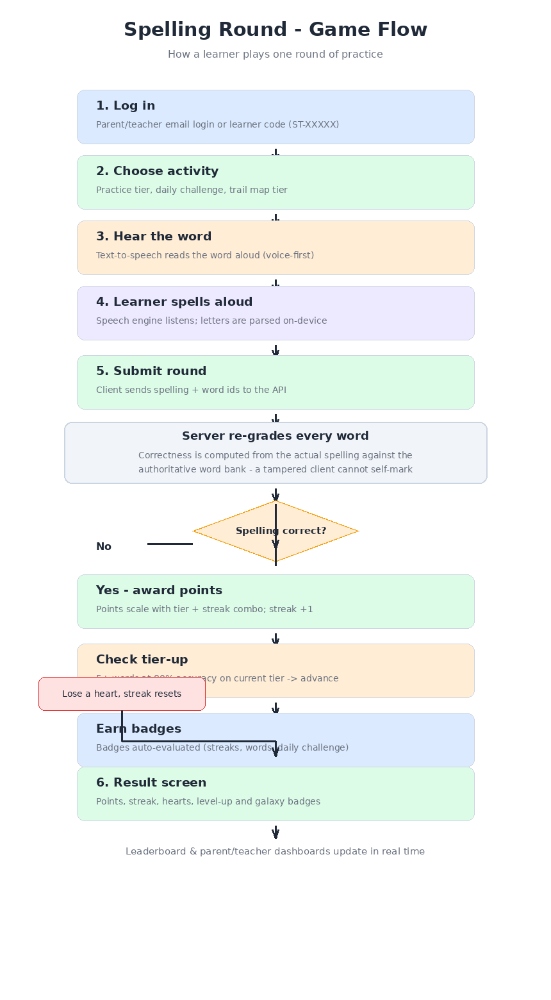 Spelling Round - Game Flow
How a learner plays one round of practice
1. Log in
Parent/teacher email login or learner code (ST-XXXXX)
2. Choose activity
Practice tier, daily challenge, trail map tier
3. Hear the word
Text-to-speech reads the word aloud (voice-first)
4. Learner spells aloud
Speech engine listens; letters are parsed on-device
5. Submit round
Client sends spelling + word ids to the API
Server re-grades every word
Correctness is computed from the actual spelling against the
authoritative word bank - a tampered client cannot self-mark
Spelling correct?
No
Yes - award points
Points scale with tier + streak combo; streak +1
Check tier-up
5+ words at 80% accuracy on current tier -> advance
Lose a heart, streak resets
Earn badges
Badges auto-evaluated (streaks, words, daily challenge)
6. Result screen
Points, streak, hearts, level-up and galaxy badges
Leaderboard & parent/teacher dashboards update in real time